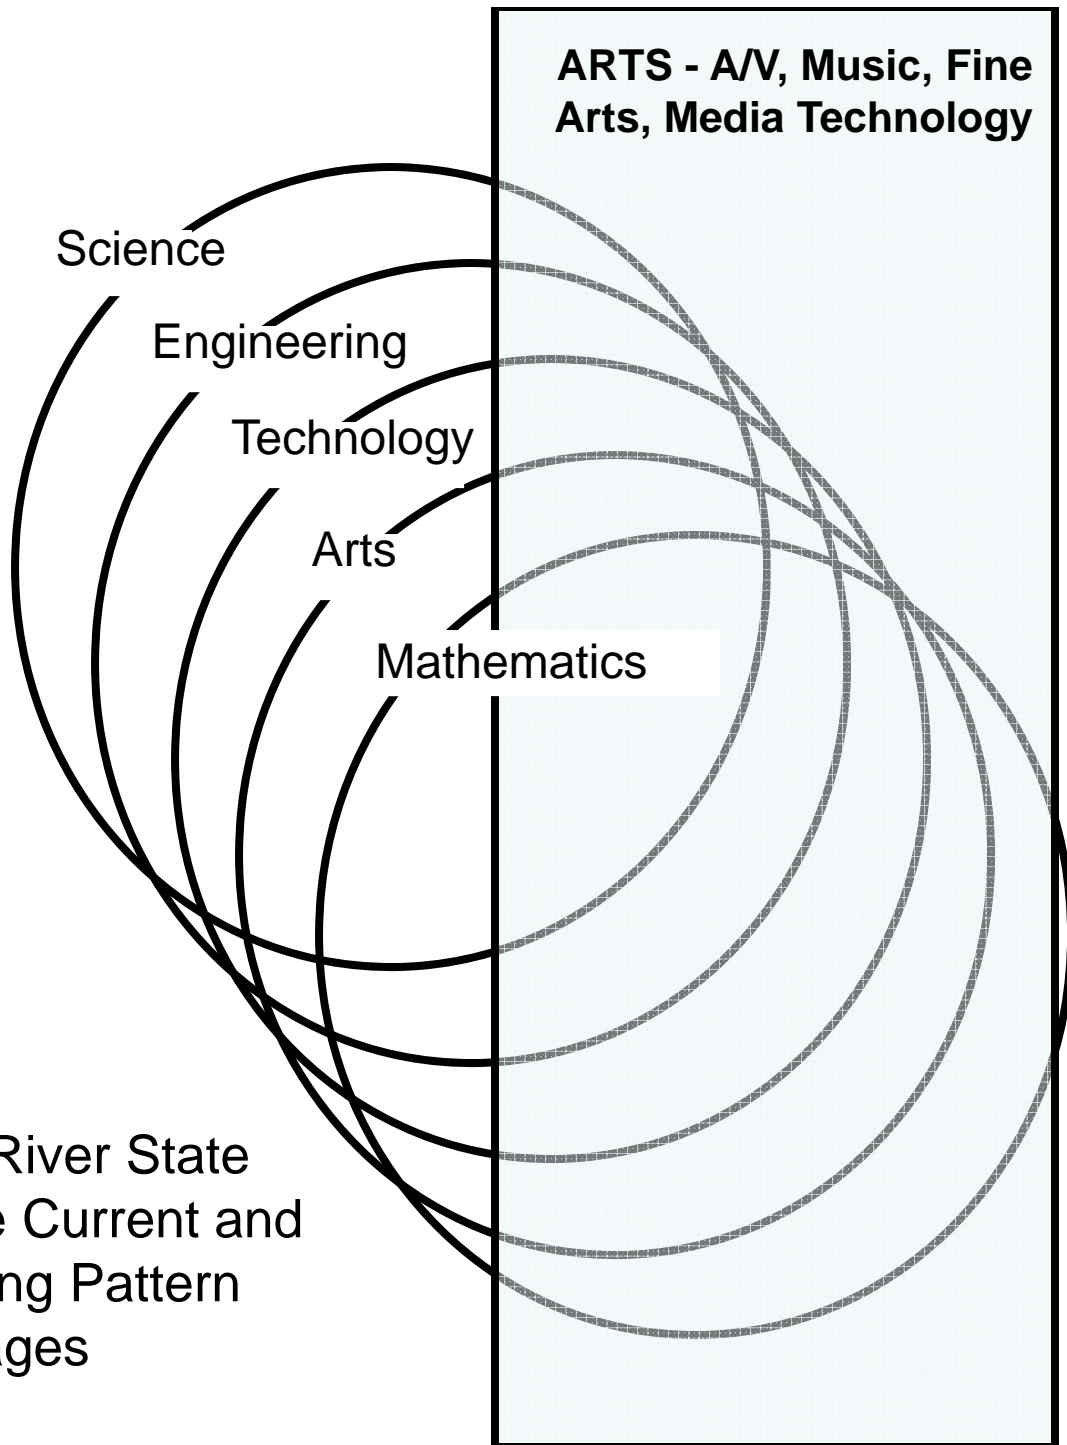 ARTS - A/V, Music, Fine
Arts, Media Technology
Science
Engineering
Technology
Arts
Mathematics
River State
Current and
Pattern